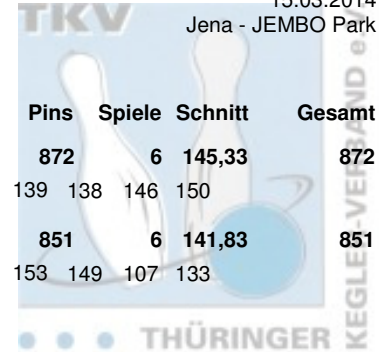 15.03.2014
TKV
Jena - JEMBO Park
Pins Spiele Schnitt Gesamt
872 6 145,33 872
139 138 146 150
851 6 141,83 851
153 149 107 133
THÜRINGER
KEGLER-VERBAND e.V.